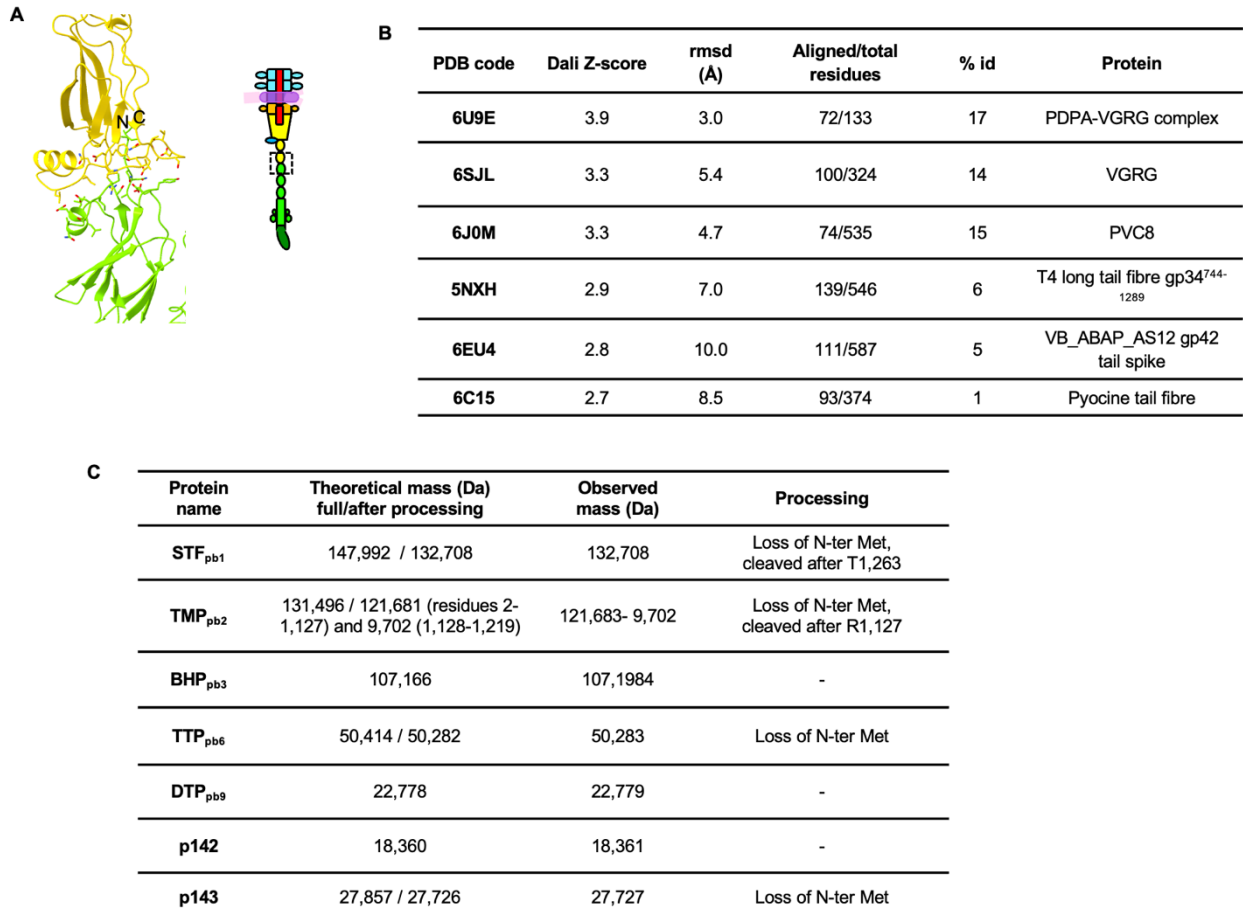 A
N C
B
PDB code Dali Z-score rmsd (Å) Aligned/total residues % id Protein
6U9E 3.9 3.0 72/133 17 PDPA-VGRG complex
6SJL 3.3 5.4 100/324 14 VGRG
6J0M 3.3 4.7 74/535 15 PVC8
5NXH 2.9 7.0 139/546 6 T4 long tail fibre gp34744-1289
6EU4 2.8 10.0 111/587 5 VB_ABAP_AS12 gp42 tail spike
6C15 2.7 8.5 93/374 1 Pyocine tail fibre
C
Protein name Theoretical mass (Da) full/after processing Observed mass (Da) Processing
STFpb1 147,992 / 132,708 132,708 Loss of N-ter Met, cleaved after T1,263
TMPpb2 131,496 / 121,681 (residues 2-1,127) and 9,702 (1,128-1,219) 121,683- 9,702 Loss of N-ter Met, cleaved after R1,127
BHPpb3 107,166 107,1984 -
TTPpb6 50,414 / 50,282 50,283 Loss of N-ter Met
DTPpb9 22,778 22,779 -
p142 18,360 18,361 -
p143 27,857 / 27,726 27,727 Loss of N-ter Met